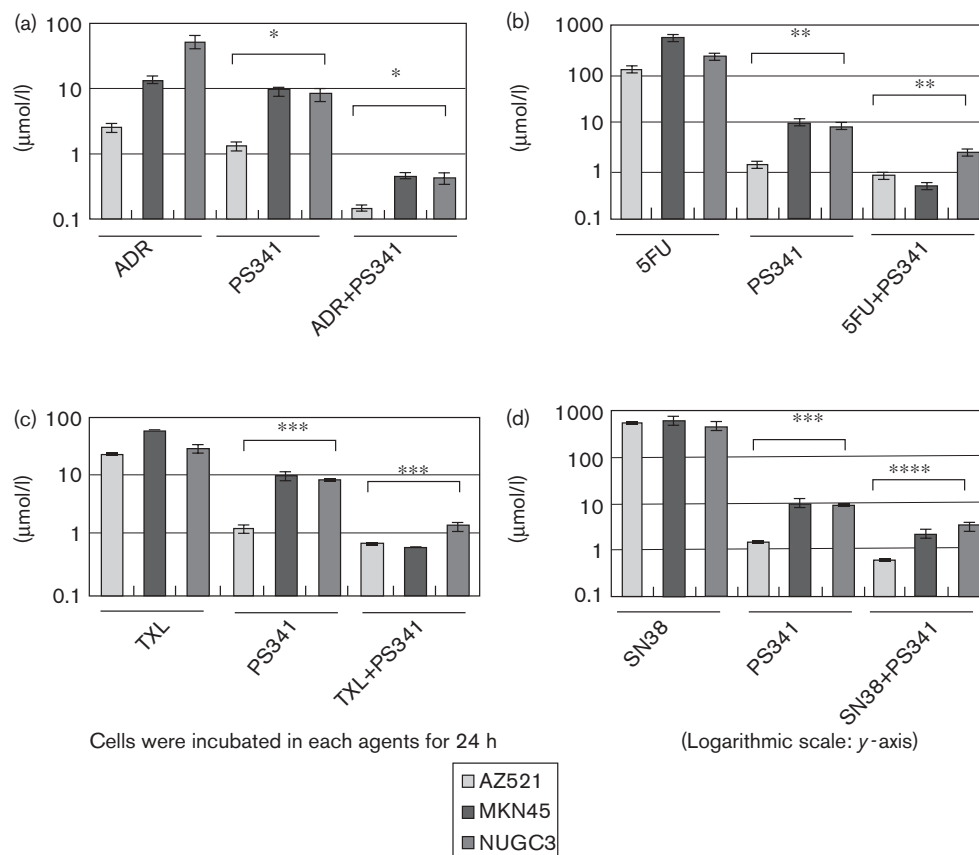 (a)
100
10
1
0.1
(μmol/l)
*
*
ADR
PS341
ADR+PS341
(b)
1000
100
10
1
0.1
(μmol/l)
**
**
5FU
PS341
5FU+PS341
(c)
100
10
1
0.1
(μmol/l)
***
***
TXL
PS341
TXL+PS341
(d)
1000
100
10
1
0.1
(μmol/l)
***
****
SN38
PS341
SN38+PS341
Cells were incubated in each agents for 24 h
(Logarithmic scale: y-axis)
AZ521
MKN45
NUGC3